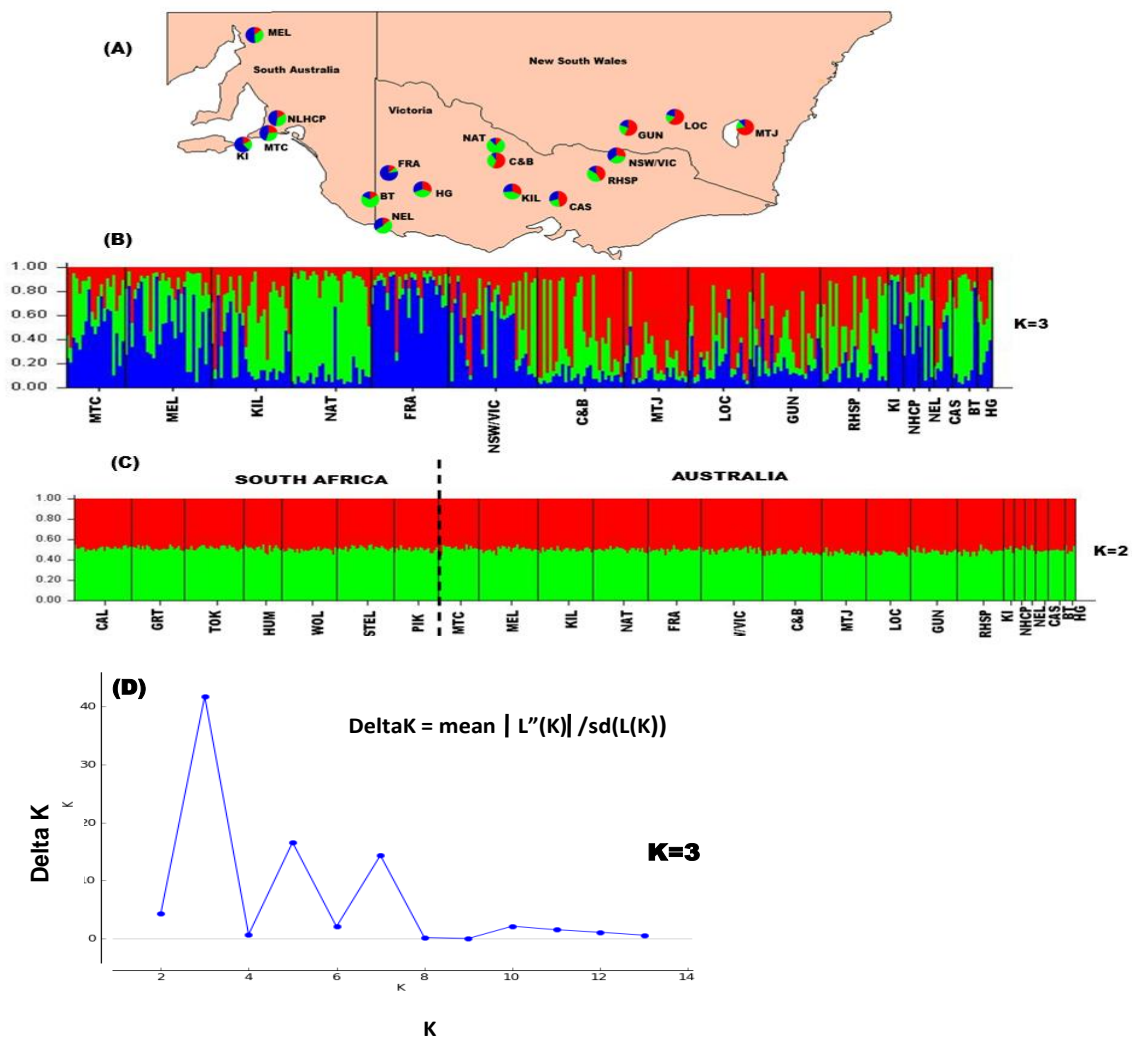 (A)
MEL
South Australia
New South Wales
Victoria
NLHCP
MTC
KI
NAT
C&B
GUN
LOC
MTJ
NSW/VIC
FRA
RHSP
HG
BT
KIL
CAS
NEL
(B)
1.00
0.80
0.60
0.40
0.20
0.00
K=3
MTC
MEL
KIL
NAT
FRA
NSW/VIC
C&B
MTJ
LOC
GUN
RHSP
KI
NHCP
NEL
CAS
BT
HG
(C)
SOUTH AFRICA
AUSTRALIA
1.00
0.80
0.60
0.40
0.20
0.00
K=2
CAL
GRT
TOK
HUM
WOL
STEL
PIK
MTC
MEL
KIL
NAT
FRA
I/VIC
C&B
MTJ
LOC
GUN
RHSP
KI
NHCP
NEL
CAS
BT
HG
(D)
DeltaK = mean | L”(K)| /sd(L(K))
40
30
20
10
0
Delta K
K
K=3
2 4 6 8 10 12 14
K
K